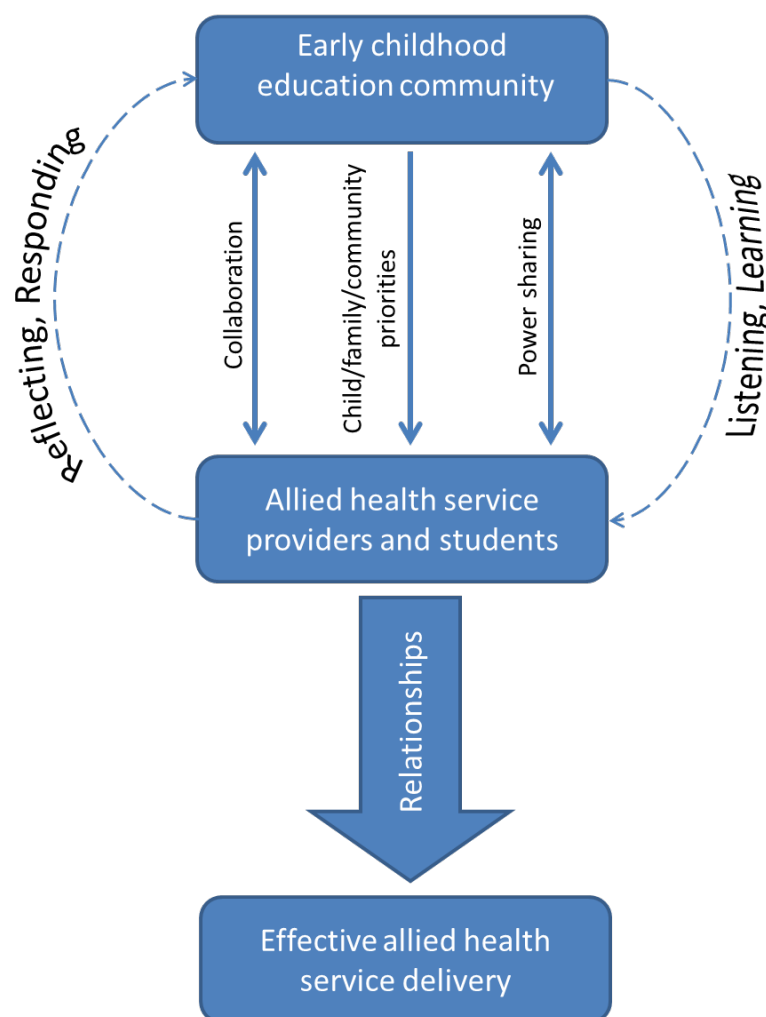 Early childhood
education community
Reflecting, Responding
Collaboration
Child/family/community
priorities
Power sharing
Listening, Learning
Allied health service
providers and students
Relationships
Effective allied health
service delivery